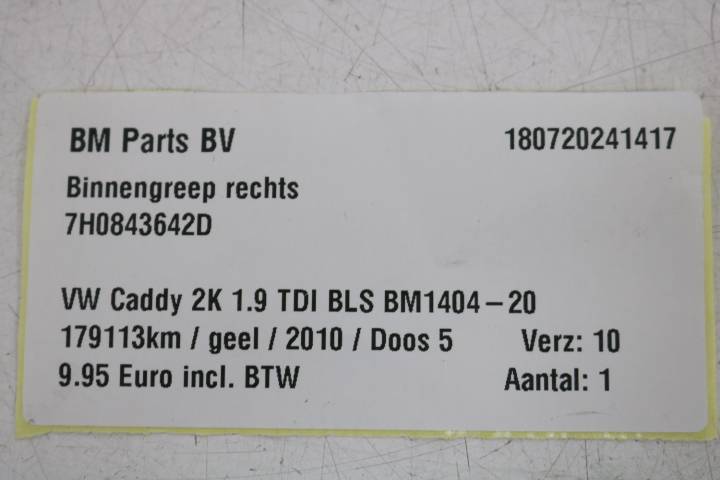 BM Parts BV 180720241417
Binnengreep rechts
7H0843642D
VW Caddy 2K 1.9 TDI BLS BM1404-20
179113km / geel / 2010 / Doos 5 Verz: 10
9.95 Euro incl. BTW Aantal: 1